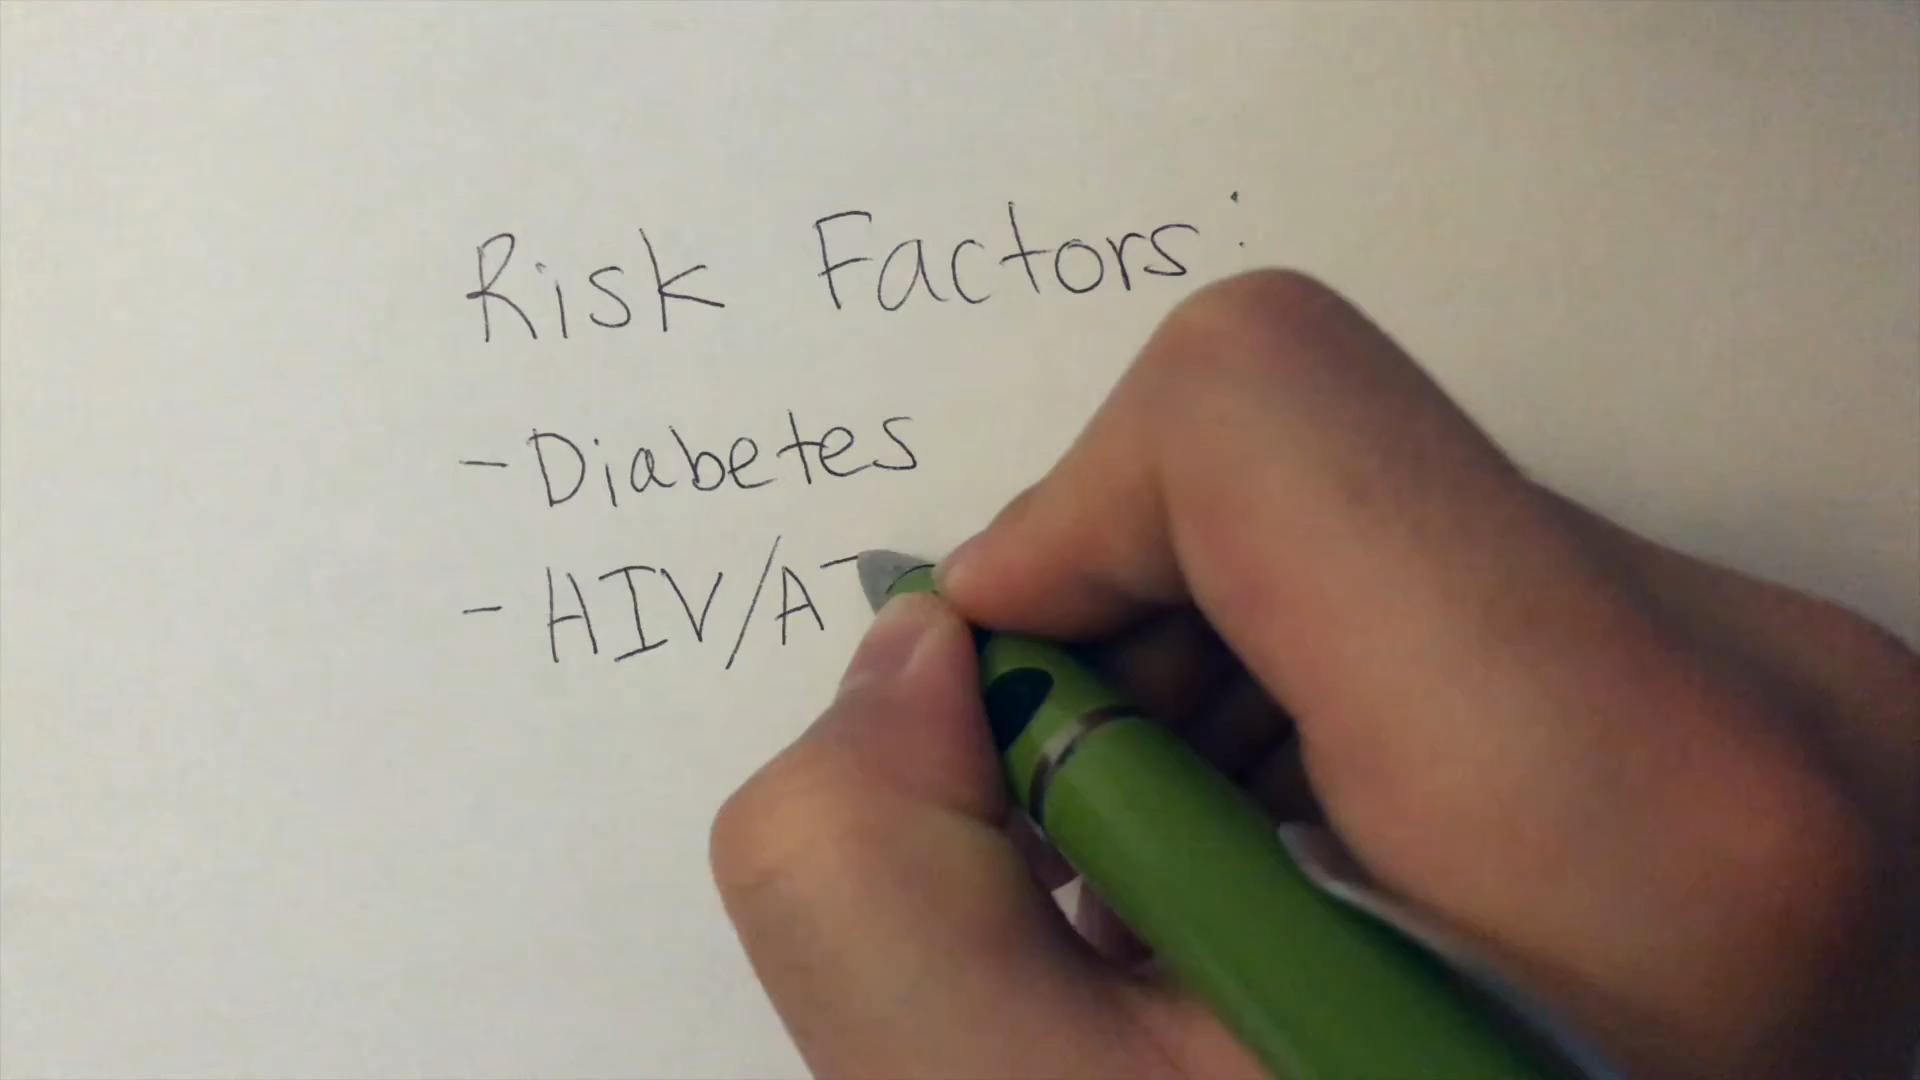 Risk Factors:
- Diabetes
- HIV/A